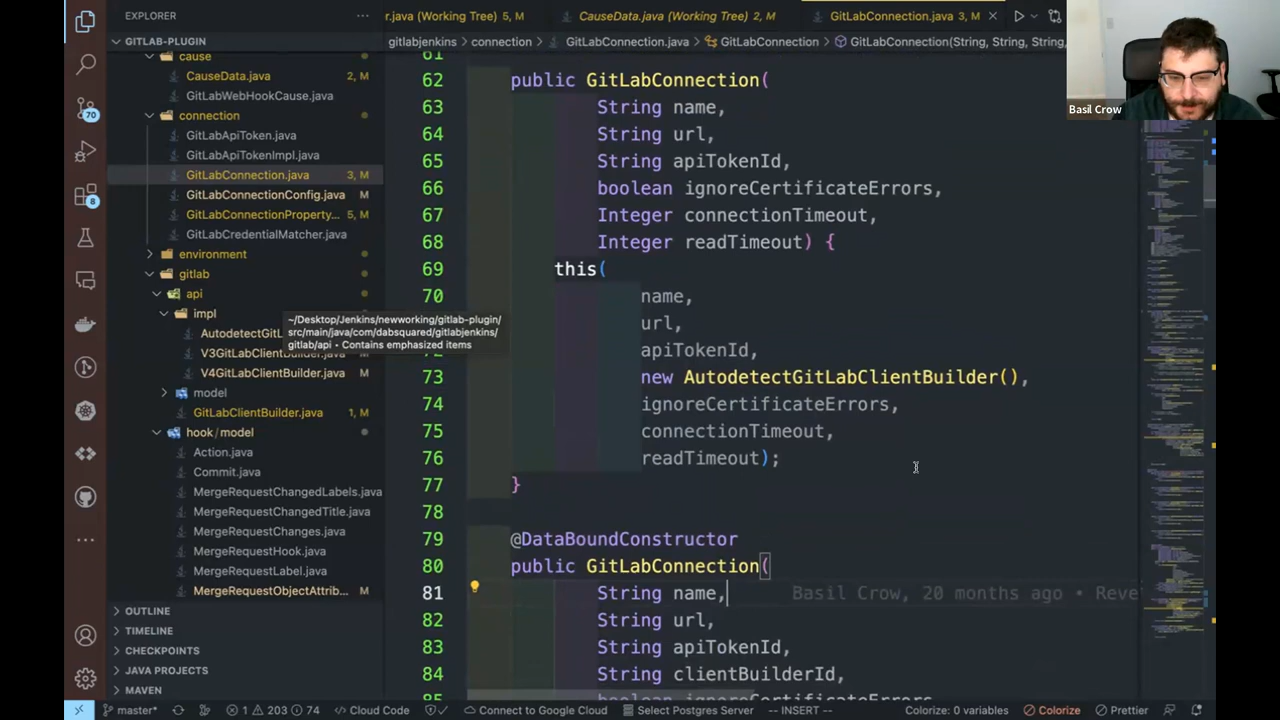 EXPLORER
GITLAB-PLUGIN
cause
CauseData.java 2, M
GitLabWebHookCause.java
connection
GitLabApiToken.java
GitLabApiTokenImpl.java
GitLabConnection.java 3, M
GitLabConnectionConfig.java M
GitLabConnectionProperty... 5, M
GitLabCredentialMatcher.java
environment
gitlab
api
impl
AutodetectGitL
V3GitLabClientBuilder.java M
V4GitLabClientBuilder.java M
model
GitLabClientBuilder.java 1, M
hook/model
Action.java
Commit.java
MergeRequestChangedLabels.java
MergeRequestChangedTitle.java
MergeRequestChanges.java
MergeRequestHook.java
MergeRequestLabel.java
MergeRequestObjectAttrib... M
OUTLINE
TIMELINE
CHECKPOINTS
JAVA PROJECTS
MAVEN
70
8
~/Desktop/Jenkins/newworking/gitlab-plugin/
src/main/java/com/dabsquared/gitlabjenkins/
gitlab/api • Contains emphasized items
r.java (Working Tree) 5, M
CauseData.java (Working Tree) 2, M
GitLabConnection.java 3, M
gitlabjenkins > connection > GitLabConnection.java > GitLabConnection > GitLabConnection(String, String, String,
Basil Crow
61
62 public GitLabConnection(
63 String name,
64 String url,
65 String apiTokenId,
66 boolean ignoreCertificateErrors,
67 Integer connectionTimeout,
68 Integer readTimeout) {
69 this(
70 name,
url,
72 apiTokenId,
73 new AutodetectGitLabClientBuilder(),
74 ignoreCertificateErrors,
75 connectionTimeout,
76 readTimeout);
77 }
78
79 @DataBoundConstructor
80 public GitLabConnection(
81 String name, Basil Crow, 20 months ago • Reve
82 String url,
83 String apiTokenId,
84 String clientBuilderId,
85 boolean ignoreCertificateErrors
master* 1 203 74 Cloud Code Connect to Google Cloud Select Postgres Server -- INSERT -- Colorize: 0 variables Colorize Prettier